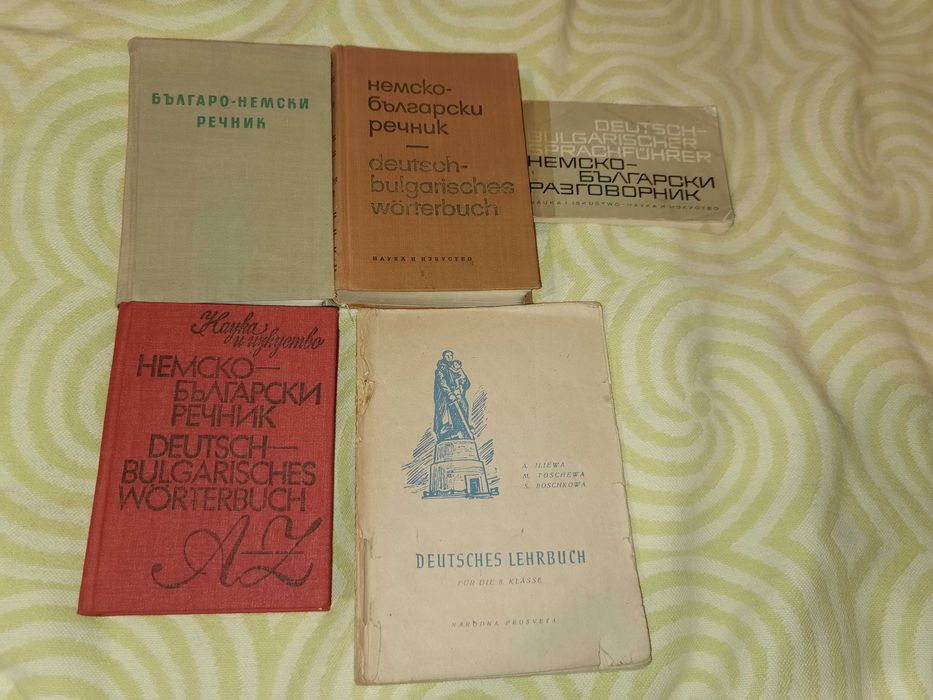 БЪЛГАРО-НЕМСКИ
РЕЧНИК
немско-
български
речник
—
deutsch-
bulgarisches
wörterbuch
НАУКА И ИЗКУСТВО
DEUTSCH-
BULGARISCHER
SPRACHFÜHRER
НЕМСКО-
БЪЛГАРСКИ
РАЗГОВОРНИК
NAUKA I ISKUSTWO · НАУКА И ИЗКУСТВО
Наука
и изкуство
НЕМСКО-
БЪЛГАРСКИ
РЕЧНИК
DEUTSCH-
BULGARISCHES
WÖRTERBUCH
A-Z
A. ILIEWA
M. TOSCHEWA
S. BOSCHKOWA
DEUTSCHES LEHRBUCH
FÜR DIE 8. KLASSE
NARODNA PROSVETA